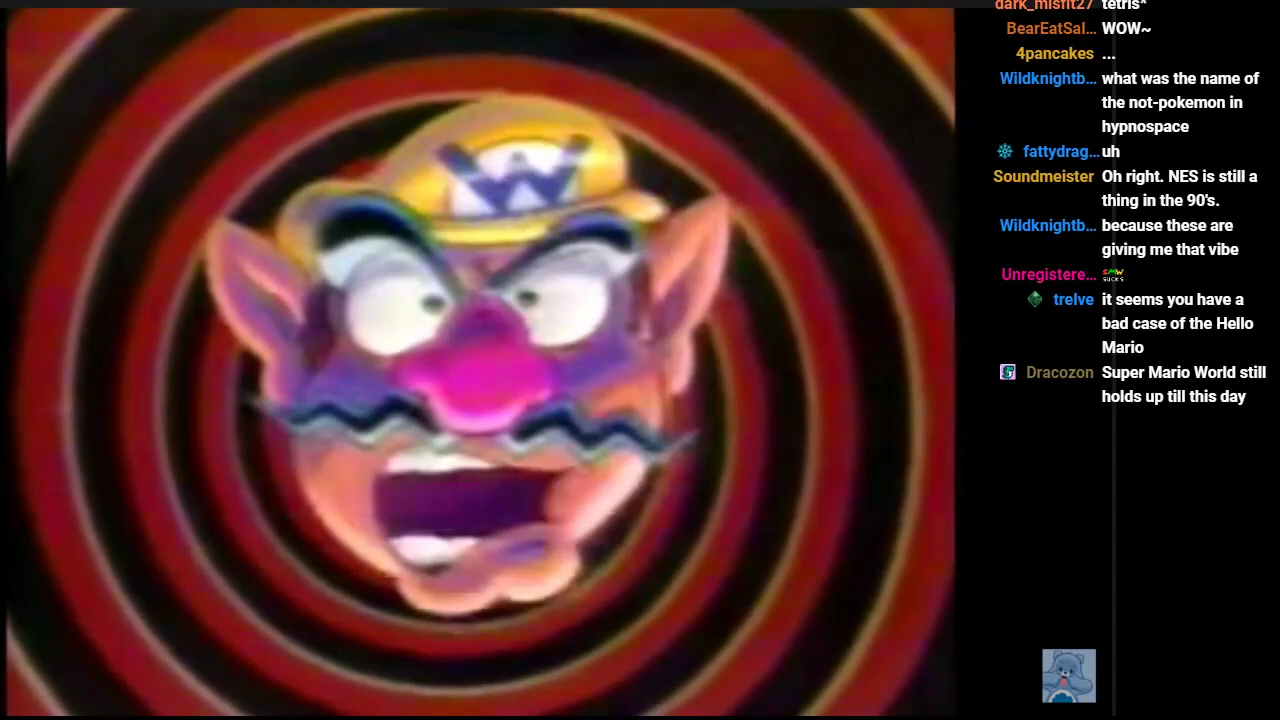 dark_misfit27 tetris*
BearEatSal… WOW~
4pancakes ...
Wildknightb… what was the name of
the not-pokemon in
hypnospace
fattydrag… uh
Soundmeister Oh right. NES is still a
thing in the 90's.
Wildknightb… because these are
giving me that vibe
Unregistere… SMW
SUCKS
trelve it seems you have a
bad case of the Hello
Mario
Dracozon Super Mario World still
holds up till this day
W